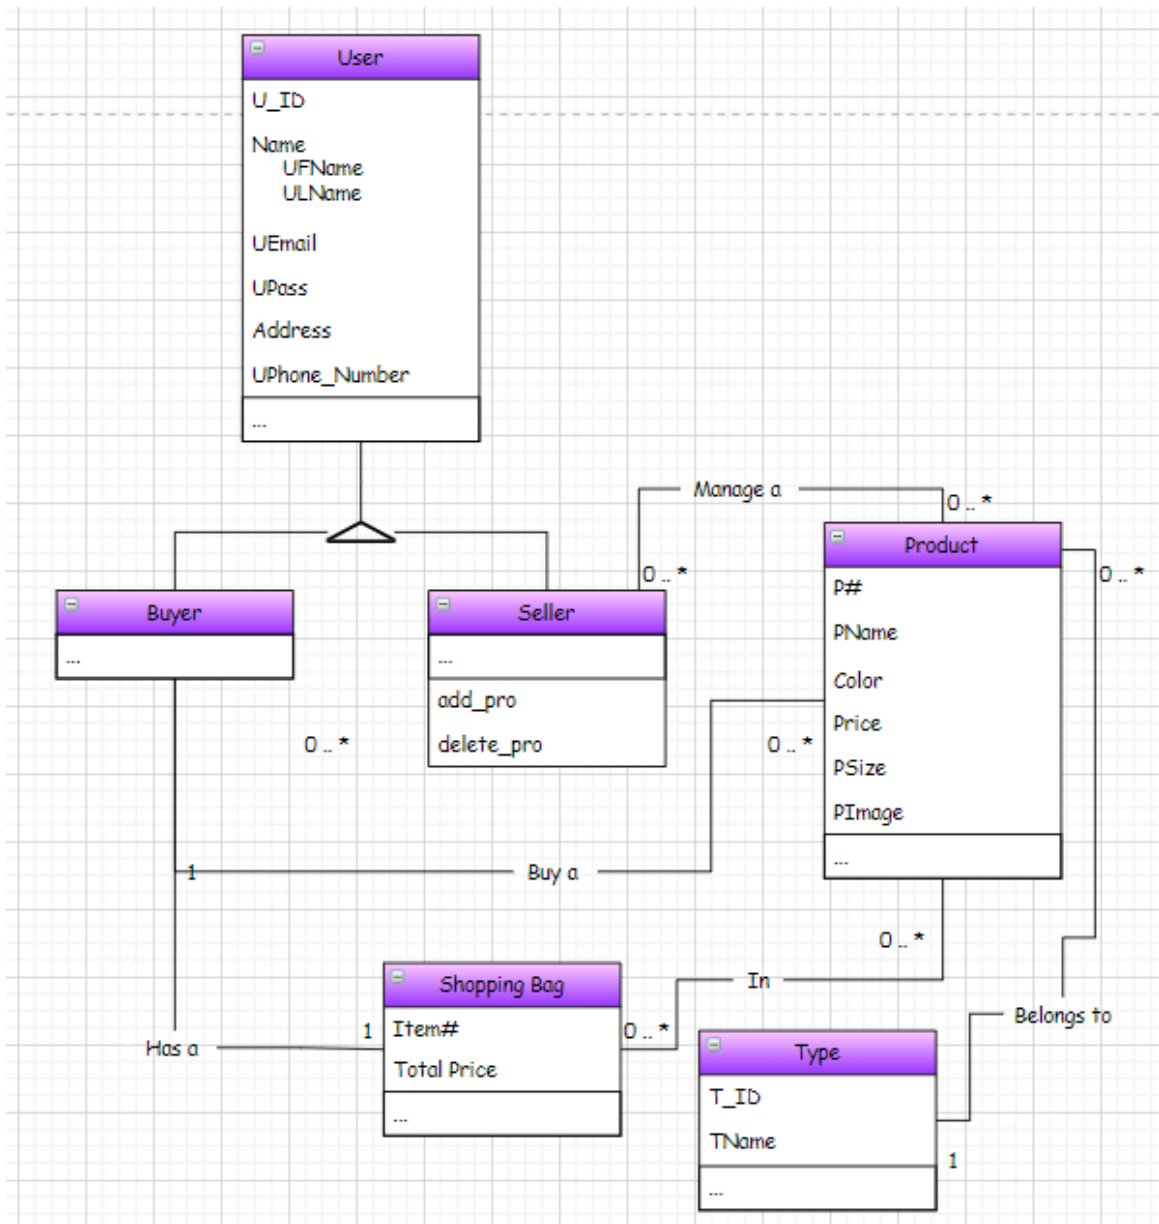 User
U_ID
Name
UFName
ULName
UEmail
UPass
Address
UPhone_Number
...
Manage a
0 .. *
0 .. *
0 .. *
Buyer
...
Seller
...
add_pro
delete_pro
Product
P#
PName
Color
Price
PSize
PImage
...
0 .. *
0 .. *
1
Buy a
0 .. *
In
Shopping Bag
Item#
Total Price
...
1
0 .. *
Has a
Belongs to
Type
T_ID
TName
...
1